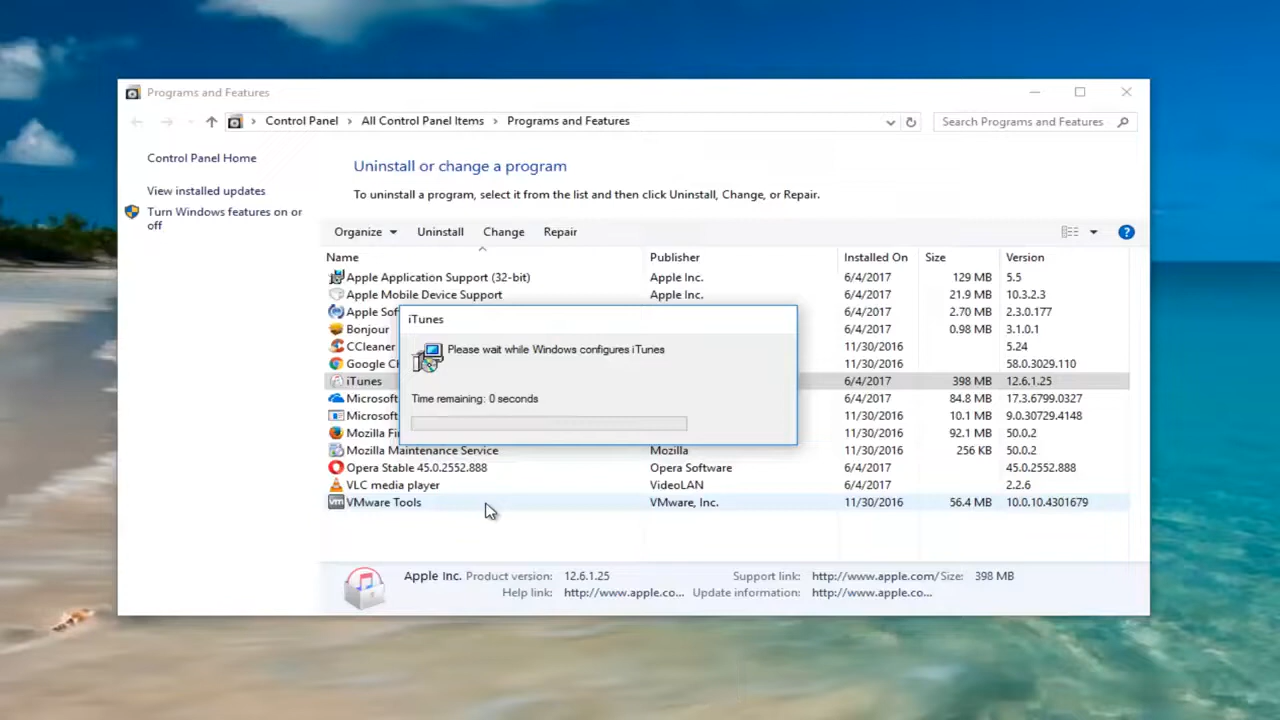 Programs and Features
Control Panel > All Control Panel Items > Programs and Features
Search Programs and Features
Control Panel Home
View installed updates
Turn Windows features on or
off
Uninstall or change a program
To uninstall a program, select it from the list and then click Uninstall, Change, or Repair.
Organize Uninstall Change Repair
?
Name Publisher Installed On Size Version
Apple Application Support (32-bit) Apple Inc. 6/4/2017 129 MB 5.5
Apple Mobile Device Support Apple Inc. 6/4/2017 21.9 MB 10.3.2.3
Apple Sof 6/4/2017 2.70 MB 2.3.0.177
Bonjour 6/4/2017 0.98 MB 3.1.0.1
CCleaner 11/30/2016 5.24
Google Ch 11/30/2016 58.0.3029.110
iTunes 6/4/2017 398 MB 12.6.1.25
Microsoft 6/4/2017 84.8 MB 17.3.6799.0327
Microsoft 11/30/2016 10.1 MB 9.0.30729.4148
Mozilla Fi 11/30/2016 92.1 MB 50.0.2
Mozilla Maintenance Service Mozilla 11/30/2016 256 KB 50.0.2
Opera Stable 45.0.2552.888 Opera Software 6/4/2017 45.0.2552.888
VLC media player VideoLAN 6/4/2017 2.2.6
vm VMware Tools VMware, Inc. 11/30/2016 56.4 MB 10.0.10.4301679
iTunes
Please wait while Windows configures iTunes
Time remaining: 0 seconds
Apple Inc. Product version: 12.6.1.25 Support link: http://www.apple.com/ Size: 398 MB
Help link: http://www.apple.co... Update information: http://www.apple.co...